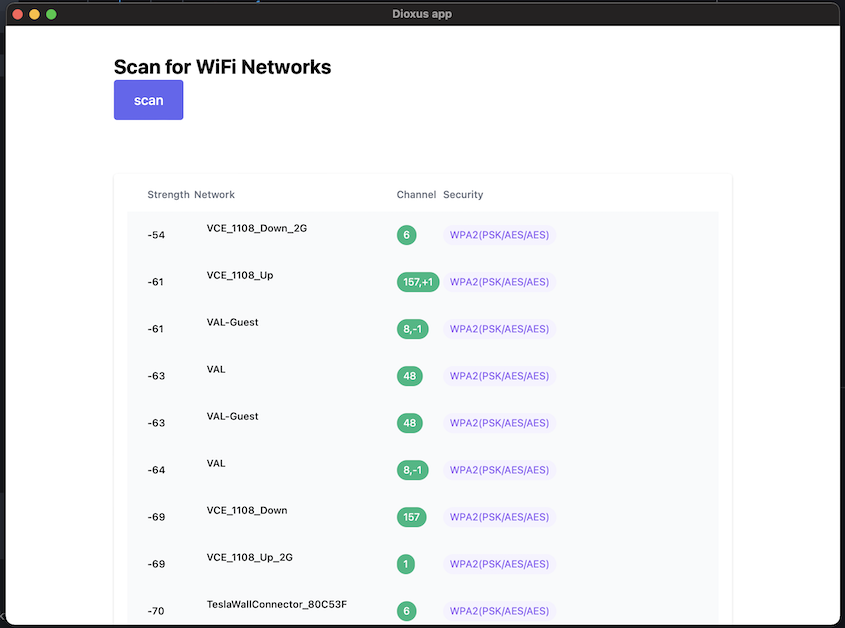 Dioxus app
Scan for WiFi Networks
scan
Strength Network Channel Security
-54 VCE_1108_Down_2G 6 WPA2(PSK/AES/AES)
-61 VCE_1108_Up 157,+1 WPA2(PSK/AES/AES)
-61 VAL-Guest 8,-1 WPA2(PSK/AES/AES)
-63 VAL 48 WPA2(PSK/AES/AES)
-63 VAL-Guest 48 WPA2(PSK/AES/AES)
-64 VAL 8,-1 WPA2(PSK/AES/AES)
-69 VCE_1108_Down 157 WPA2(PSK/AES/AES)
-69 VCE_1108_Up_2G 1 WPA2(PSK/AES/AES)
-70 TeslaWallConnector_80C53F 6 WPA2(PSK/AES/AES)